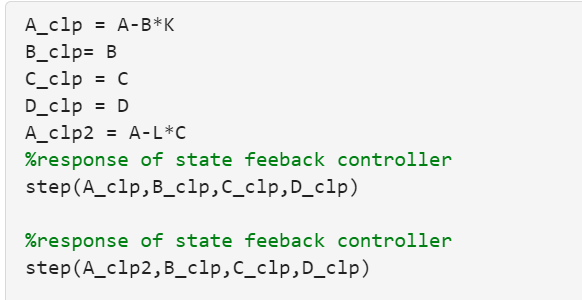 A_clp = A-B*K
B_clp= B
C_clp = C
D_clp = D
A_clp2 = A-L*C
%response of state feeback controller
step(A_clp,B_clp,C_clp,D_clp)
%response of state feeback controller
step(A_clp2,B_clp,C_clp,D_clp)